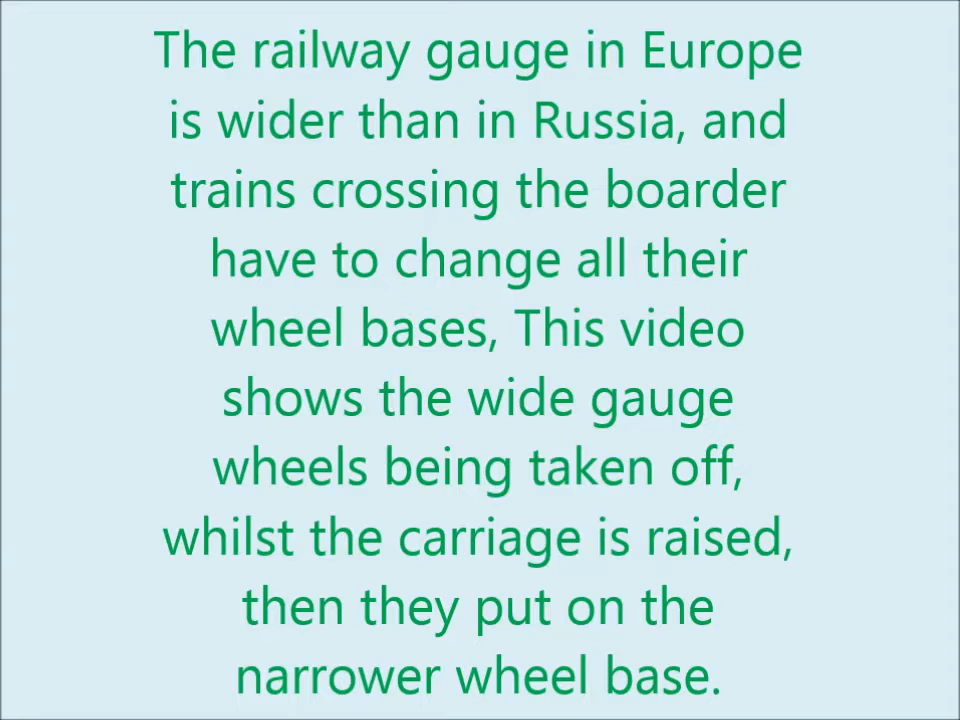 The railway gauge in Europe
is wider than in Russia, and
trains crossing the boarder
have to change all their
wheel bases, This video
shows the wide gauge
wheels being taken off,
whilst the carriage is raised,
then they put on the
narrower wheel base.